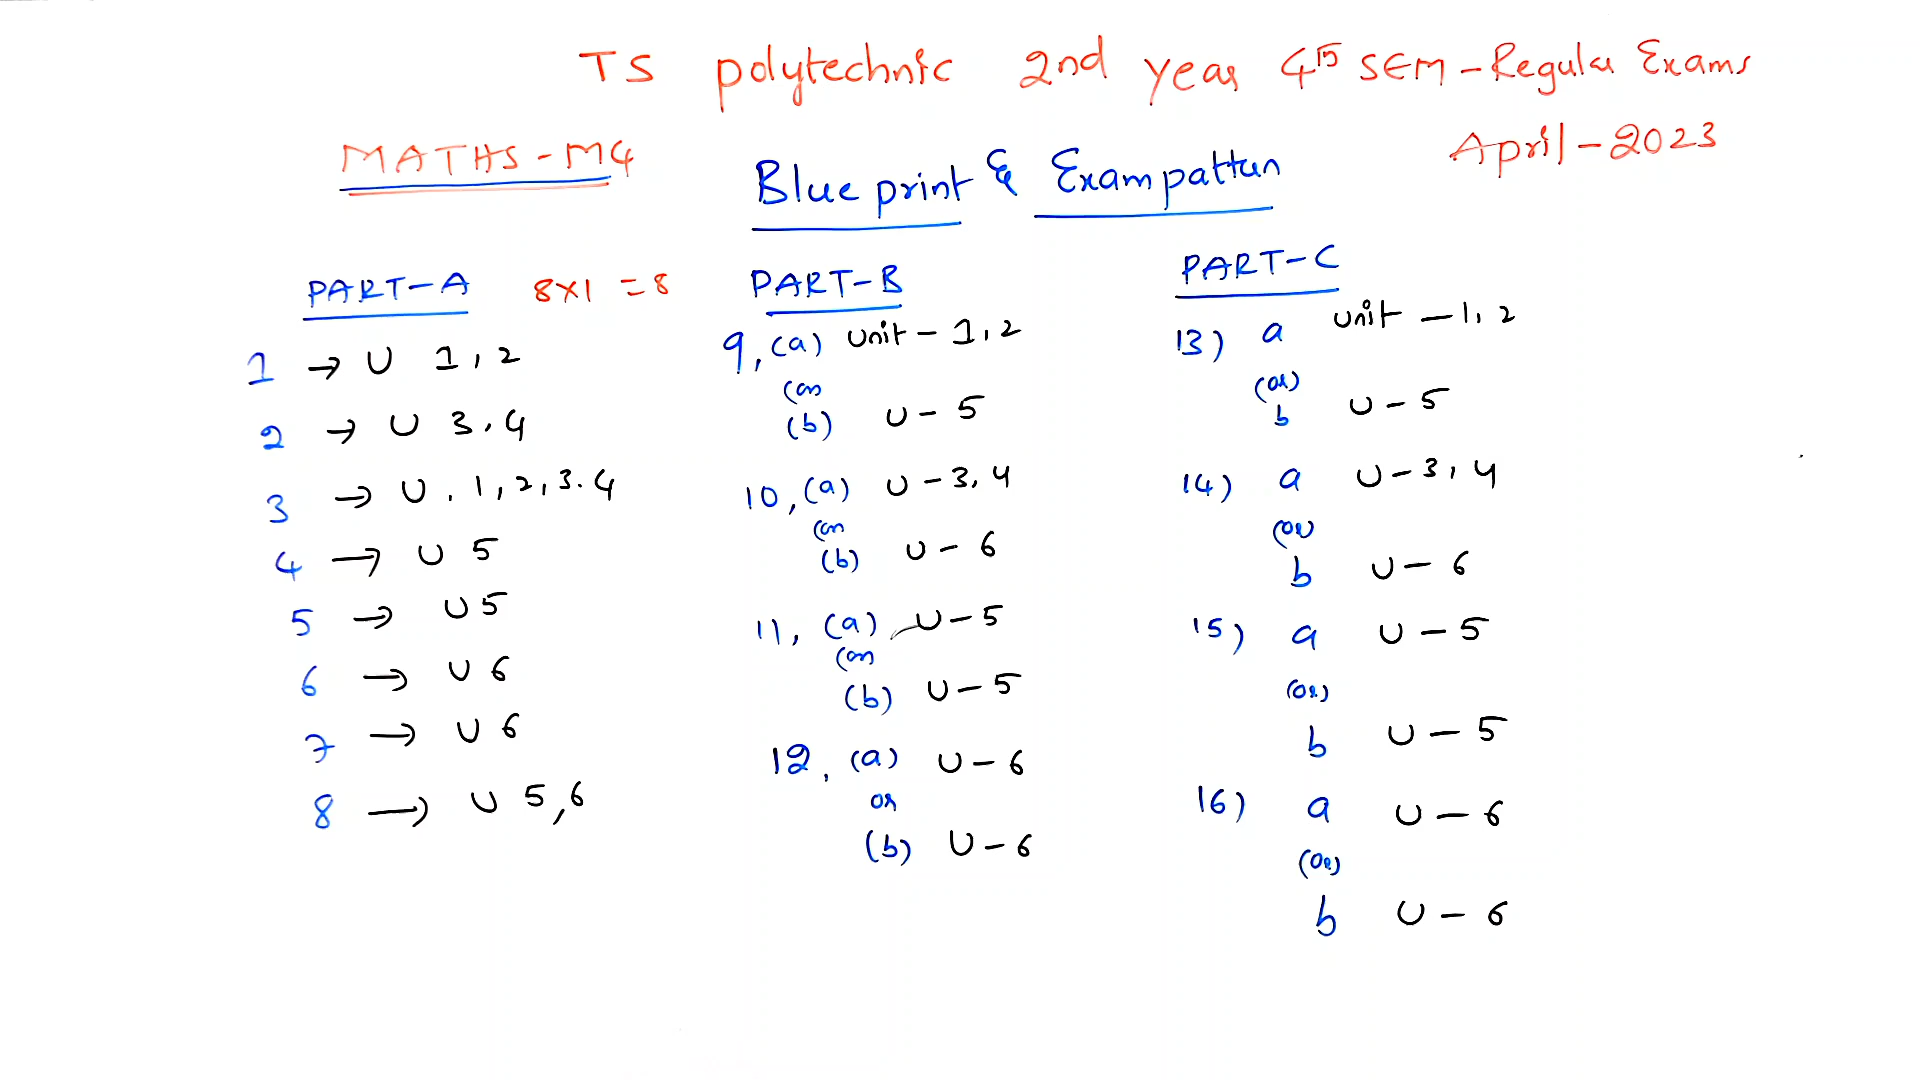 TS polytechnic 2nd year 4th SEM - Regular Exams
April - 2023
MATHS - M4
Blue print & Exam pattern
PART-A 8x1 = 8
1 → U 1, 2
2 → U 3, 4
3 → U . 1, 2, 3. 4
4 → U 5
5 → U 5
6 → U 6
7 → U 6
8 → U 5, 6
PART-B
9, (a) Unit - 1, 2
(or
(b) U - 5
10, (a) U - 3, 4
(or
(b) U - 6
11, (a) U - 5
(or
(b) U - 5
12, (a) U - 6
or
(b) U - 6
PART-C
13) a Unit - 1, 2
(or)
b U - 5
14) a U - 3, 4
(or)
b U - 6
15) a U - 5
(or)
b U - 5
16) a U - 6
(or)
b U - 6